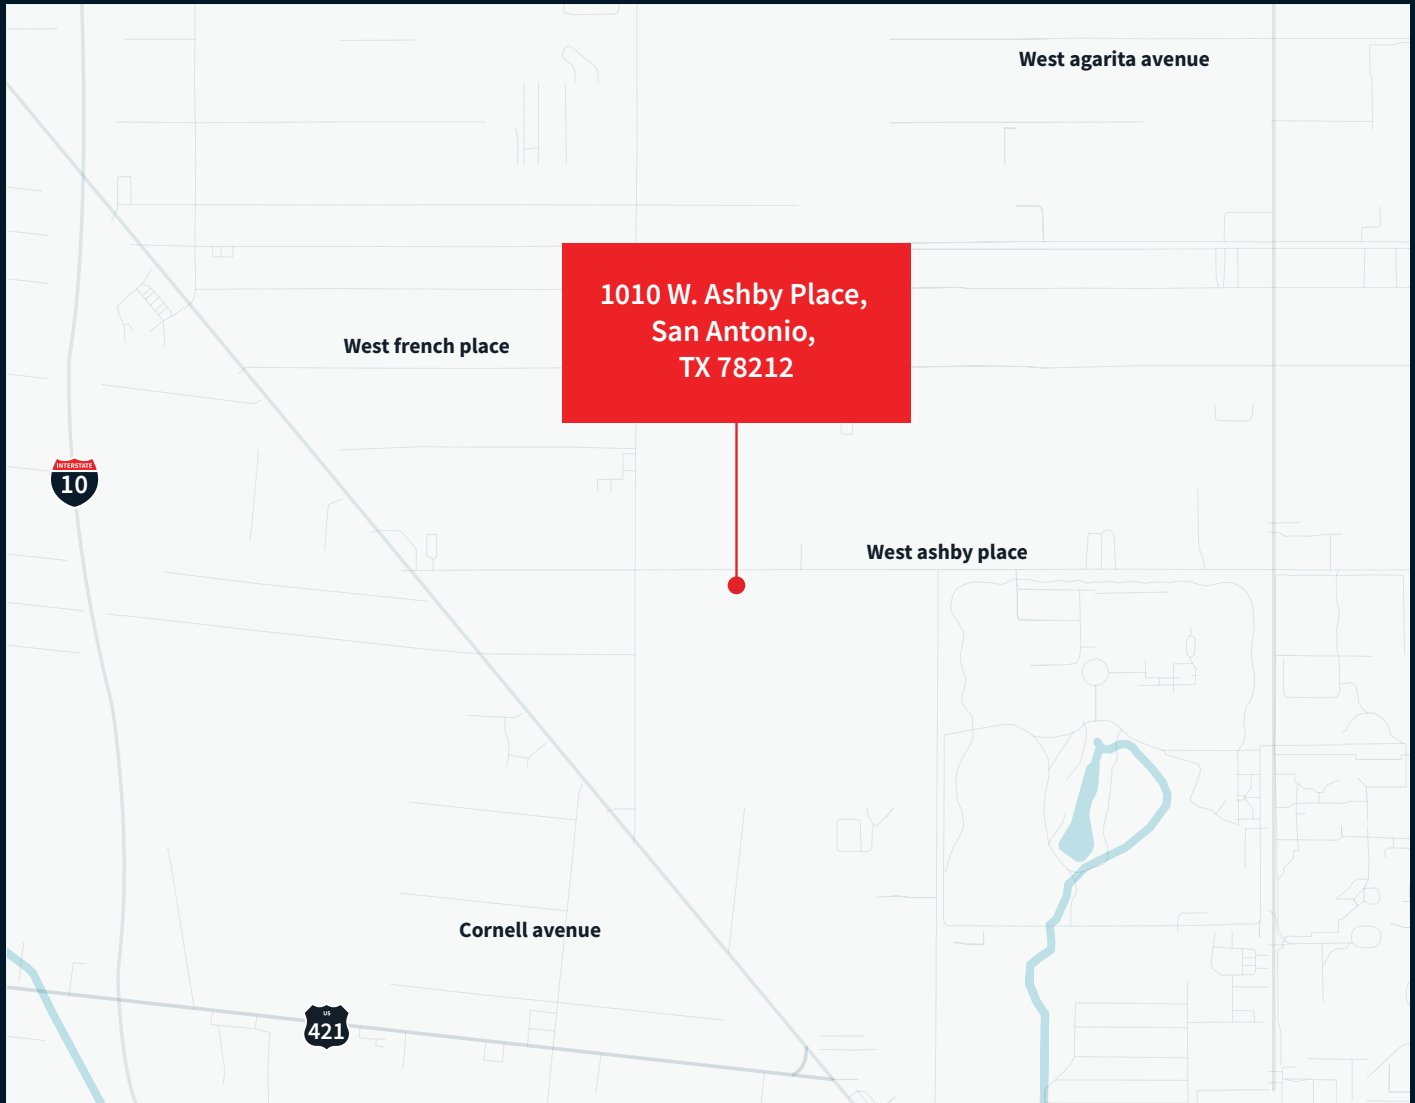 West agarita avenue
1010 W. Ashby Place,
San Antonio,
TX 78212
West french place
INTERSTATE
10
West ashby place
Cornell avenue
US
421